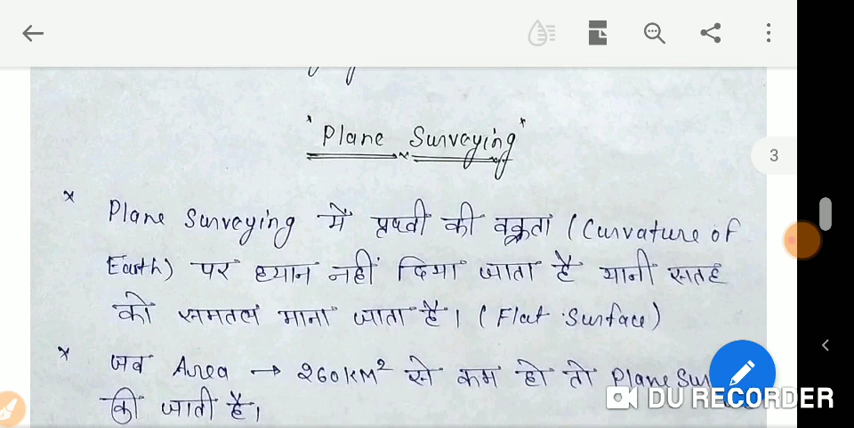 "Plane Surveying"
3
* Plane Surveying में पृथ्वी की वक्रता (Curvature of
Earth) पर ध्यान नहीं दिया जाता है यानी सतह
को समतल माना जाता है। (Flat Surface)
* जब Area → 260KM² से कम हो तो Plane Sur
की जाती है।
DU RECORDER